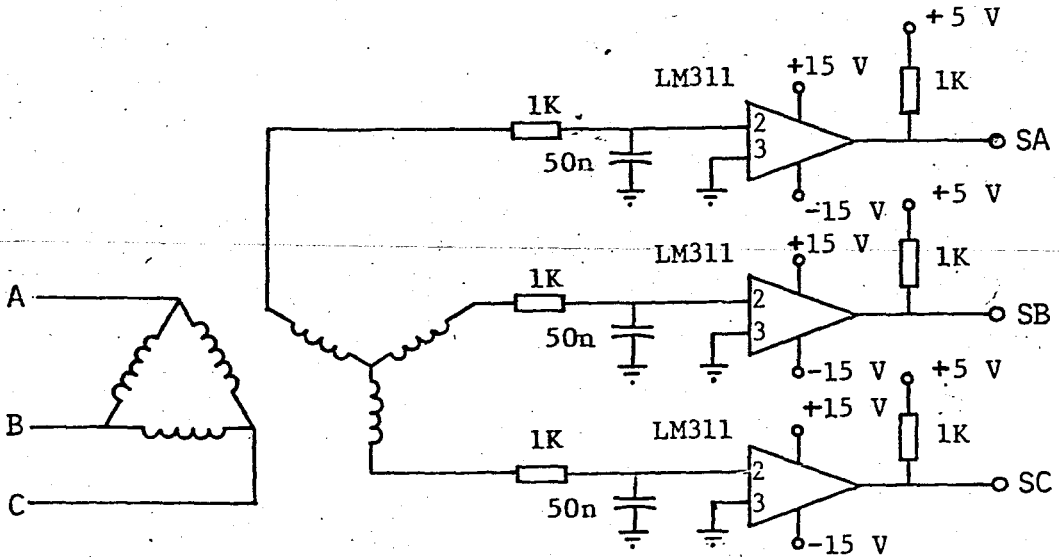 +5 V
LM311
+15 V
1K
1K
2
3
50n
SA
-15 V
+5 V
LM311
+15 V
1K
1K
A
2
3
50n
SB
-15 V
+5 V
B
LM311
+15 V
1K
1K
2
3
50n
C
SC
-15 V